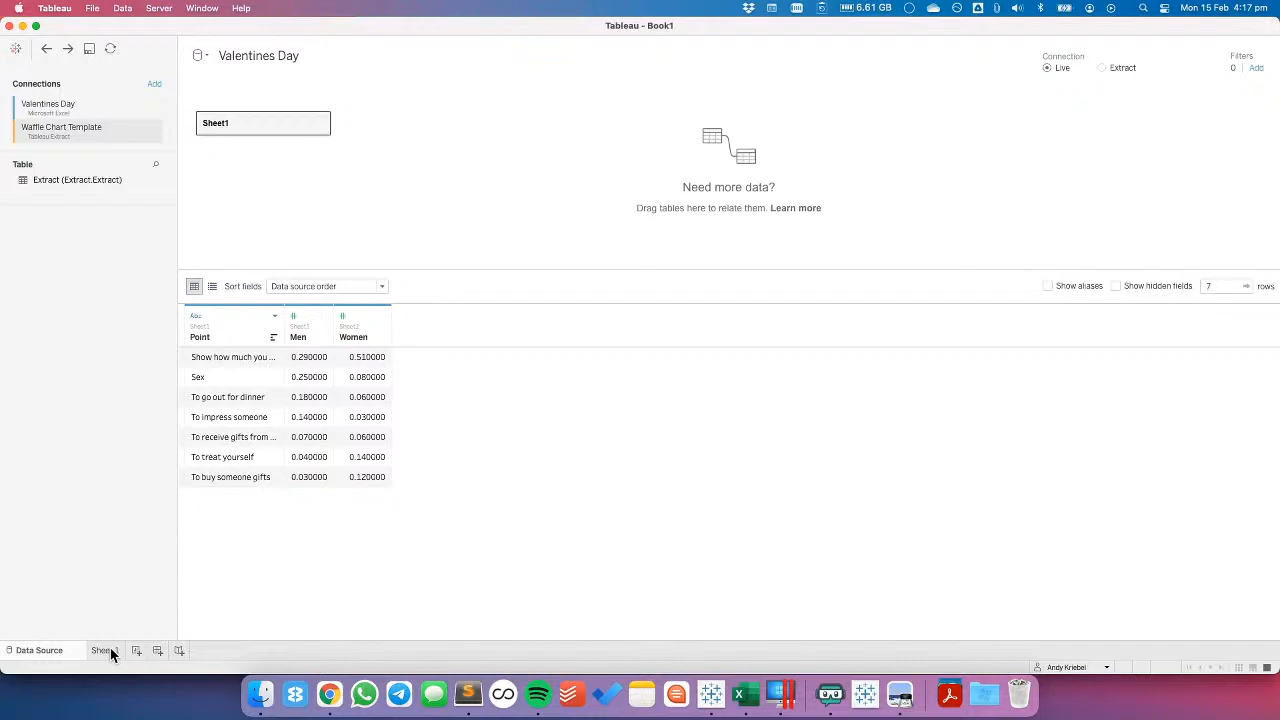 Tableau File Data Server Window Help 6.61 GB Mon 15 Feb 4:17 pm
Tableau - Book1
Valentines Day
Connection
Live Extract
Filters
0 Add
Connections Add
Valentines Day
Microsoft Excel
Waffle Chart Template
Tableau Extract
Table
Extract (Extract.Extract)
Sheet1
Need more data?
Drag tables here to relate them. Learn more
Sort fields Data source order Show aliases Show hidden fields 7 rows
Abc
Sheet1 Sheet1 Sheet1
Point Men Women
Show how much you ... 0.290000 0.510000
Sex 0.250000 0.080000
To go out for dinner 0.180000 0.060000
To impress someone 0.140000 0.030000
To receive gifts from ... 0.070000 0.060000
To treat yourself 0.040000 0.140000
To buy someone gifts 0.030000 0.120000
Data Source
Andy Kriebel